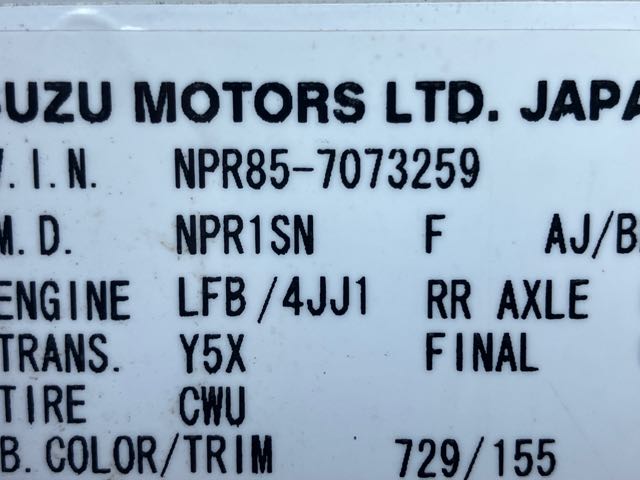 UZU MOTORS LTD. JAPA
.I.N. NPR85-7073259
M.D. NPR1SN F AJ/B
ENGINE LFB/4JJ1 RR AXLE
TRANS. Y5X FINAL
TIRE CWU
B.COLOR/TRIM 729/155